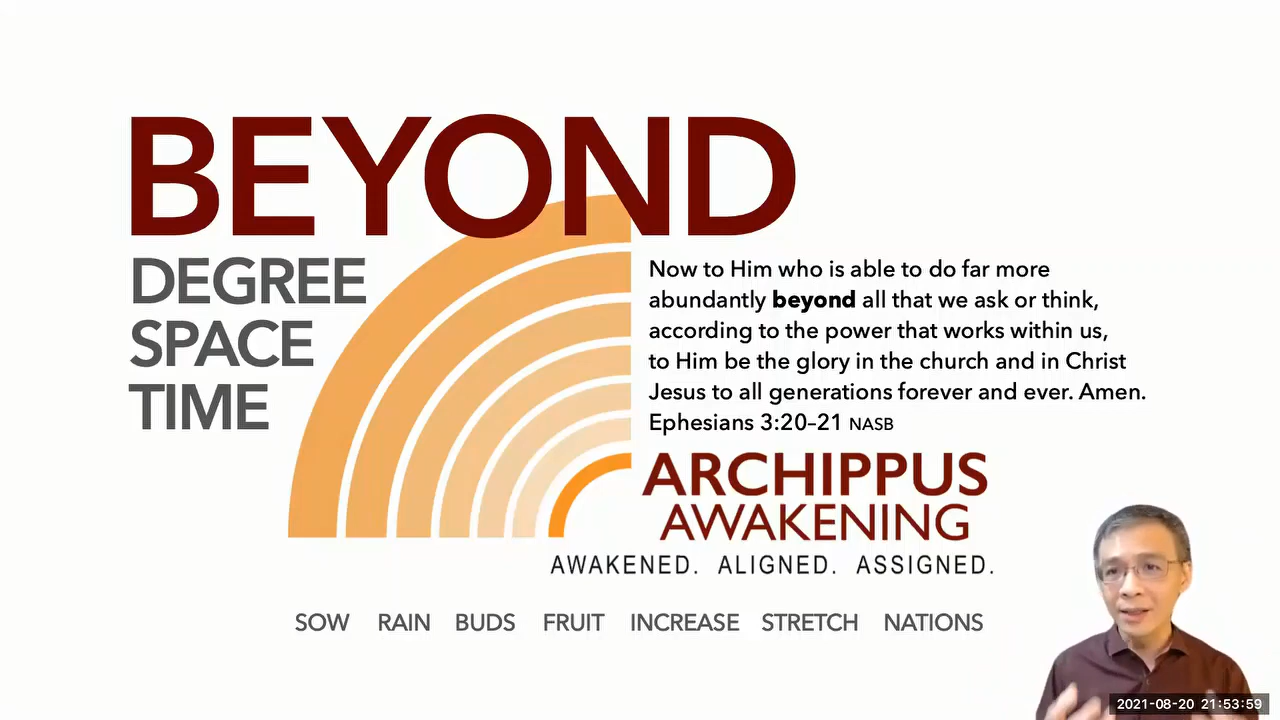 BEYOND
DEGREE
SPACE
TIME
Now to Him who is able to do far more
abundantly beyond all that we ask or think,
according to the power that works within us,
to Him be the glory in the church and in Christ
Jesus to all generations forever and ever. Amen.
Ephesians 3:20–21 NASB
ARCHIPPUS
AWAKENING
AWAKENED. ALIGNED. ASSIGNED.
SOW RAIN BUDS FRUIT INCREASE STRETCH NATIONS
2021-08-20 21:53:59